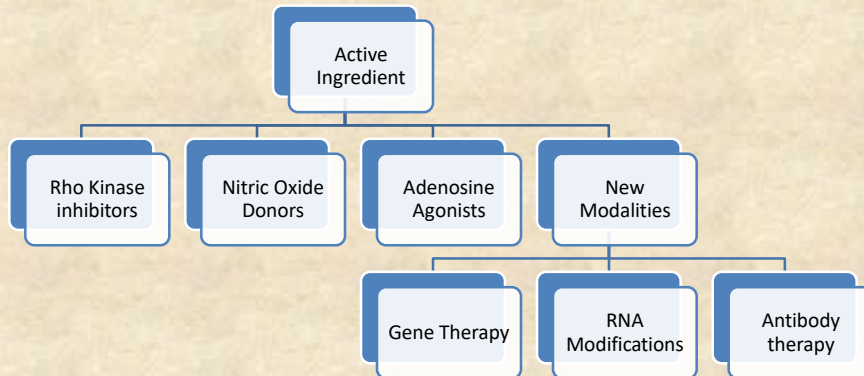 Active
Ingredient
Rho Kinase
inhibitors
Nitric Oxide
Donors
Adenosine
Agonists
New
Modalities
Gene Therapy
RNA
Modifications
Antibody
therapy